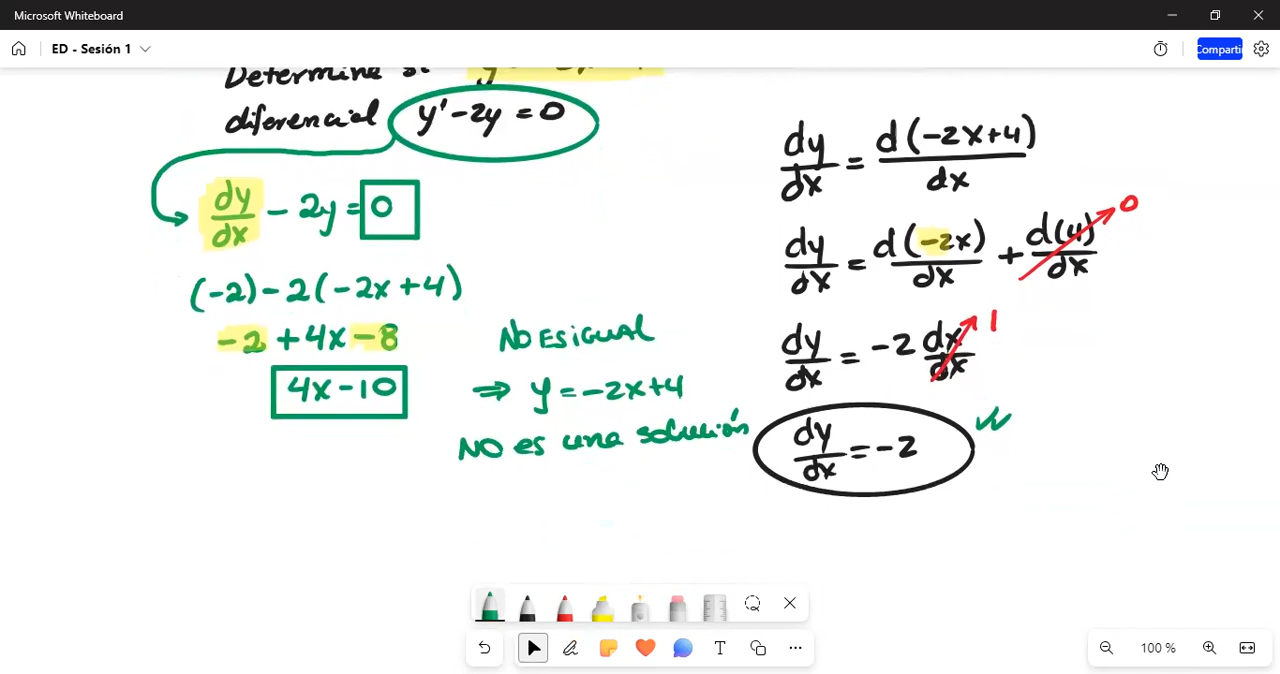 Microsoft Whiteboard
ED - Sesión 1
Compartir
Determine
diferencial y' - 2y = 0
dy/dx - 2y = 0
(-2) - 2(-2x + 4)
-2 + 4x - 8
4x - 10
No es igual
⇒ y = -2x + 4
NO es una solución
dy/dx = d(-2x+4)/dx
dy/dx = d(-2x)/dx + d(4)/dx 0
dy/dx = -2 dx/dx 1
dy/dx = -2
T
100 %